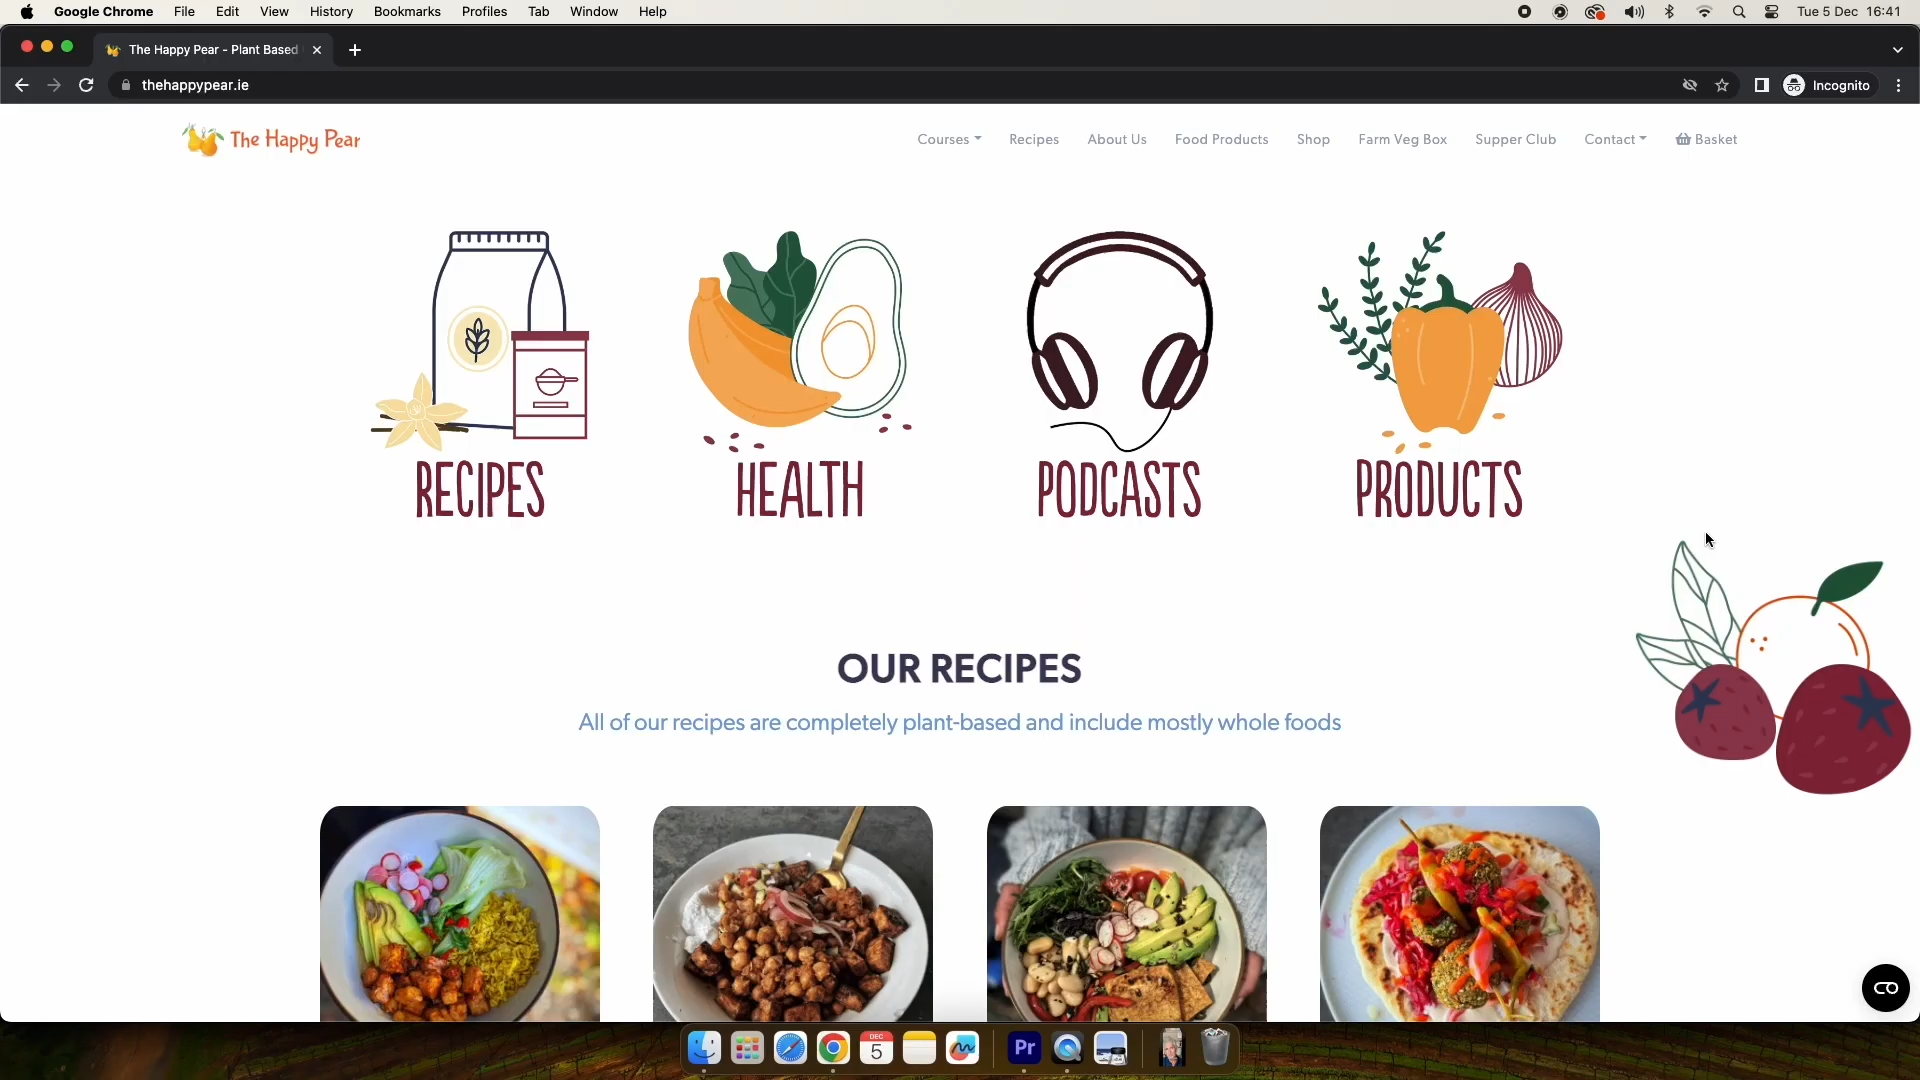 Google Chrome File Edit View History Bookmarks Profiles Tab Window Help Tue 5 Dec 16:41
The Happy Pear - Plant Based
thehappypear.ie Incognito
The Happy Pear Courses Recipes About Us Food Products Shop Farm Veg Box Supper Club Contact Basket
RECIPES HEALTH PODCASTS PRODUCTS
OUR RECIPES
All of our recipes are completely plant-based and include mostly whole foods
DEC
5 Pr